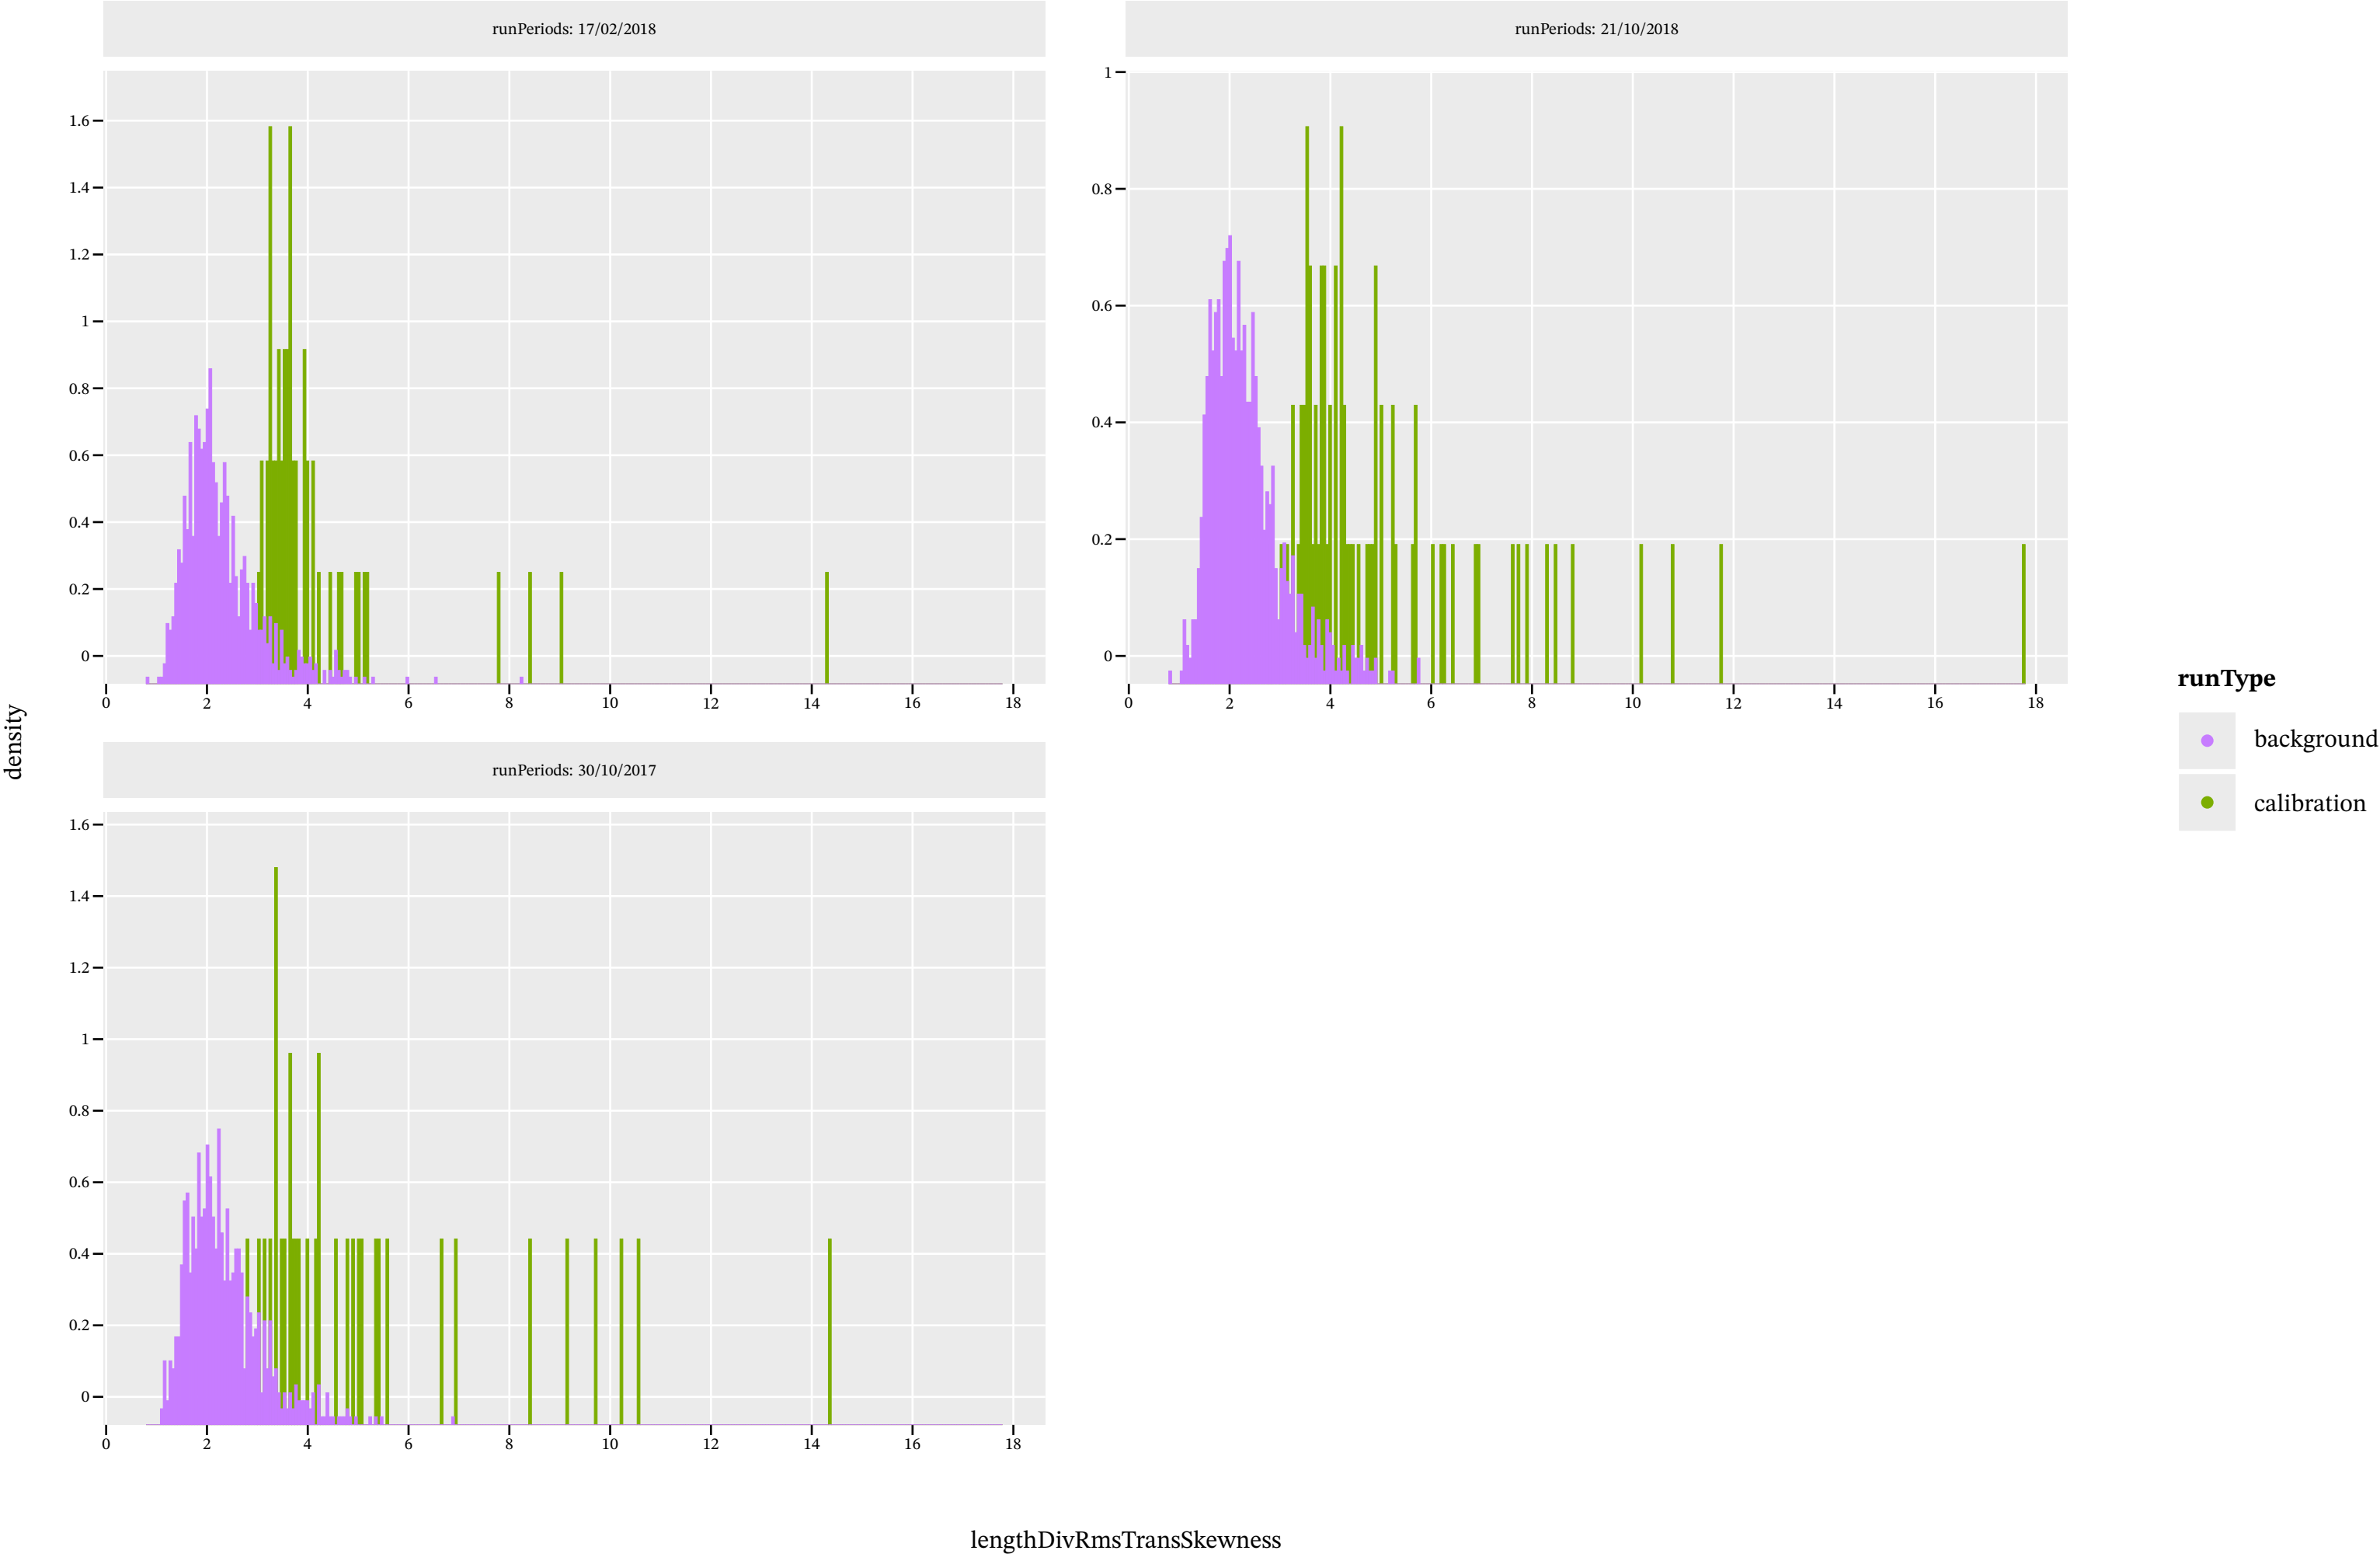 runPeriods: 17/02/2018
1.6
1.4
1.2
1
0.8
0.6
0.4
0.2
0
0 2 4 6 8 10 12 14 16 18
runPeriods: 21/10/2018
1
0.8
0.6
0.4
0.2
0
0 2 4 6 8 10 12 14 16 18
runPeriods: 30/10/2017
1.6
1.4
1.2
1
0.8
0.6
0.4
0.2
0
0 2 4 6 8 10 12 14 16 18
density
lengthDivRmsTransSkewness
runType
background
calibration